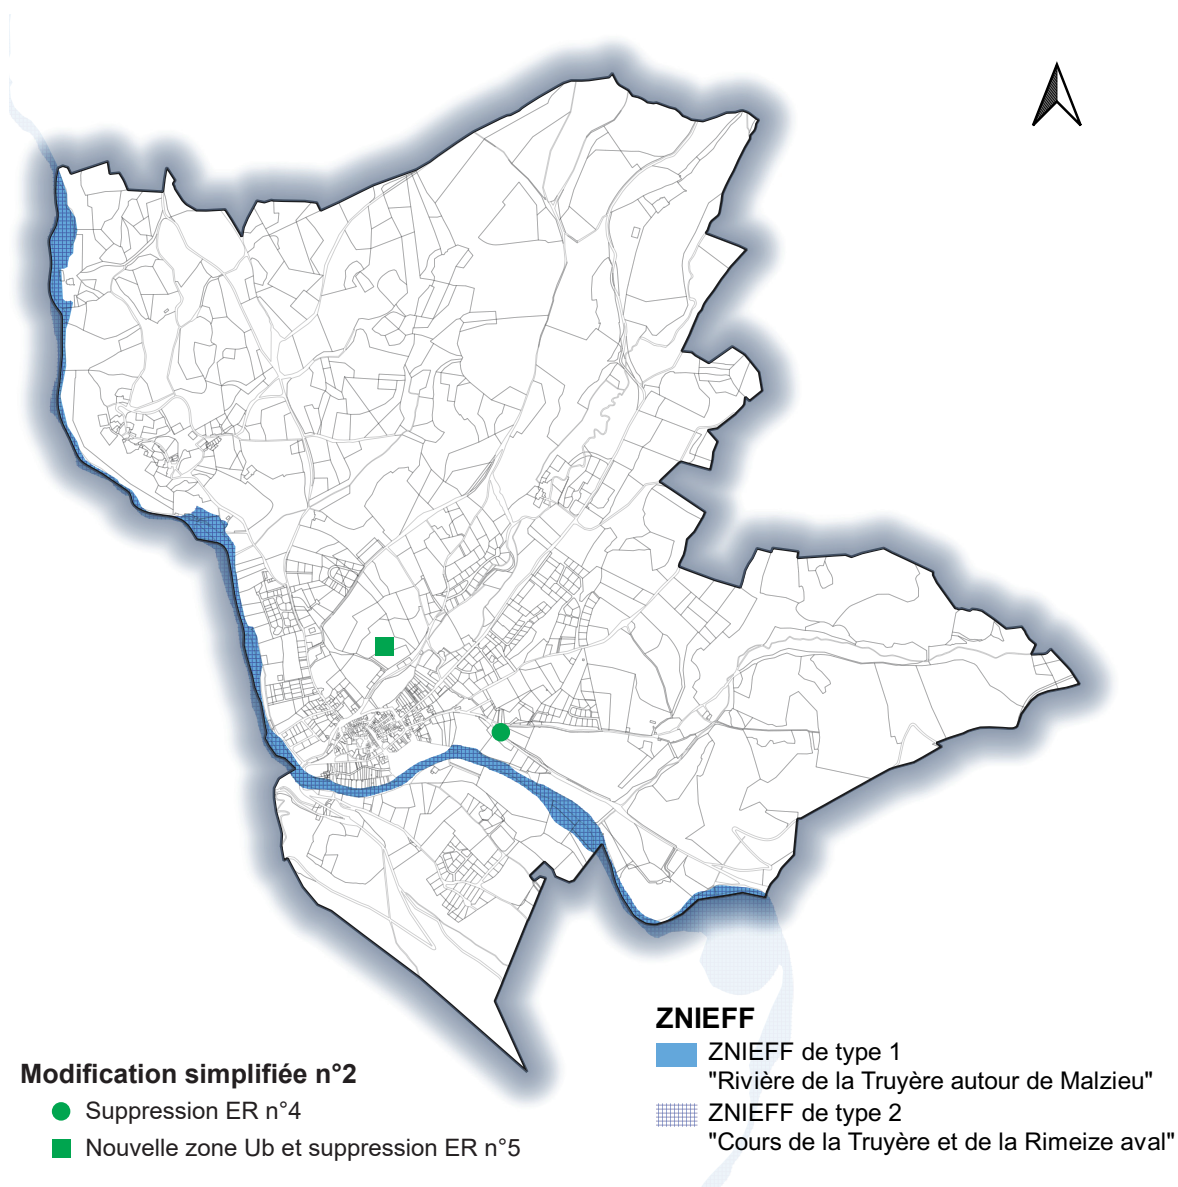 Modification simplifiée n°2
Suppression ER n°4
Nouvelle zone Ub et suppression ER n°5
ZNIEFF
ZNIEFF de type 1
"Rivière de la Truyère autour de Malzieu"
ZNIEFF de type 2
"Cours de la Truyère et de la Rimeize aval"